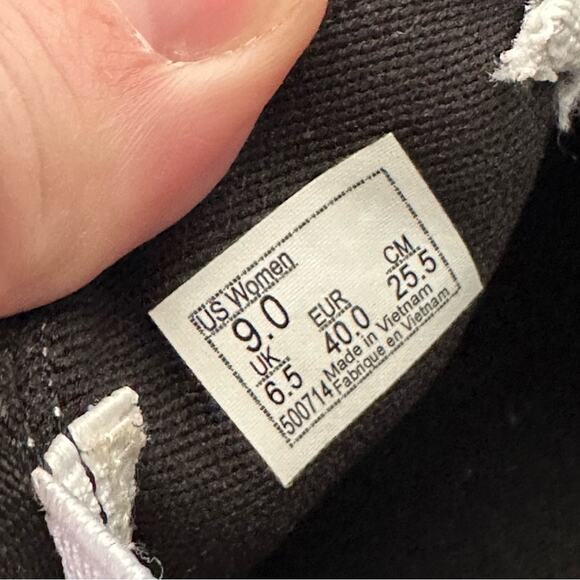 US Women
9.0
UK EUR CM
6.5 40.0 25.5
500714 Made in Vietnam
Fabrique en Vietnam